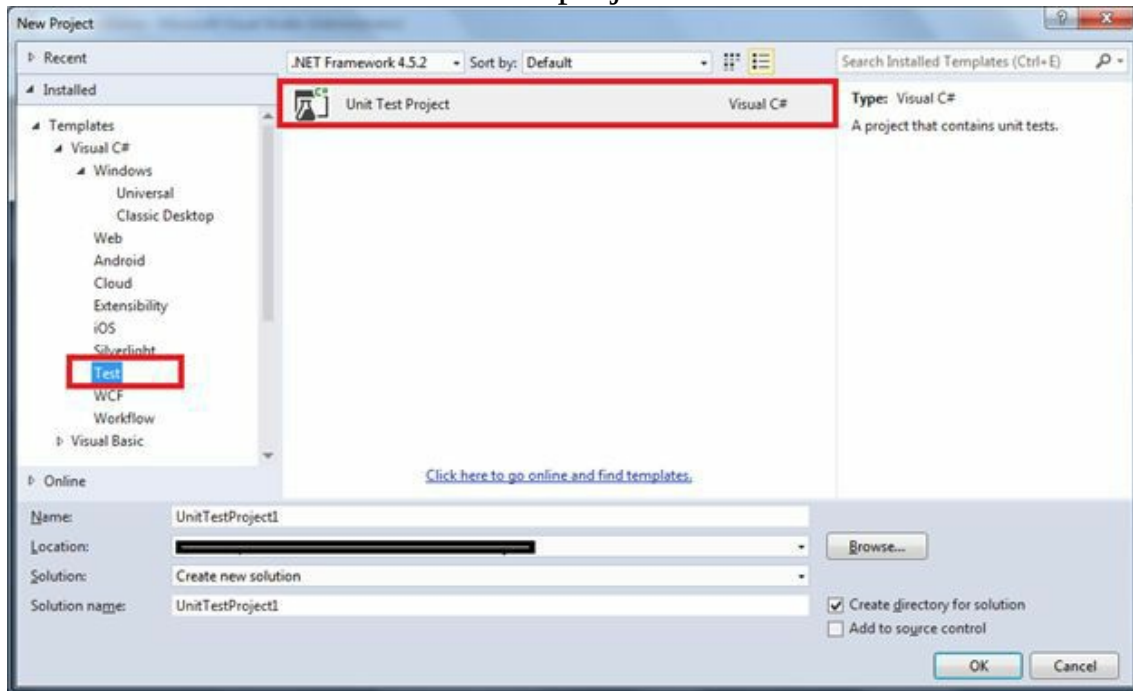 New Project
Recent
.NET Framework 4.5.2 Sort by: Default
Search Installed Templates (Ctrl+E)
Installed
Unit Test Project Visual C#
Type: Visual C#
A project that contains unit tests.
Templates
Visual C#
Windows
Universal
Classic Desktop
Web
Android
Cloud
Extensibility
iOS
Silverlight
Test
WCF
Workflow
Visual Basic
Online
Click here to go online and find templates.
Name: UnitTestProject1
Location:
Browse...
Solution: Create new solution
Solution name: UnitTestProject1
Create directory for solution
Add to source control
OK Cancel